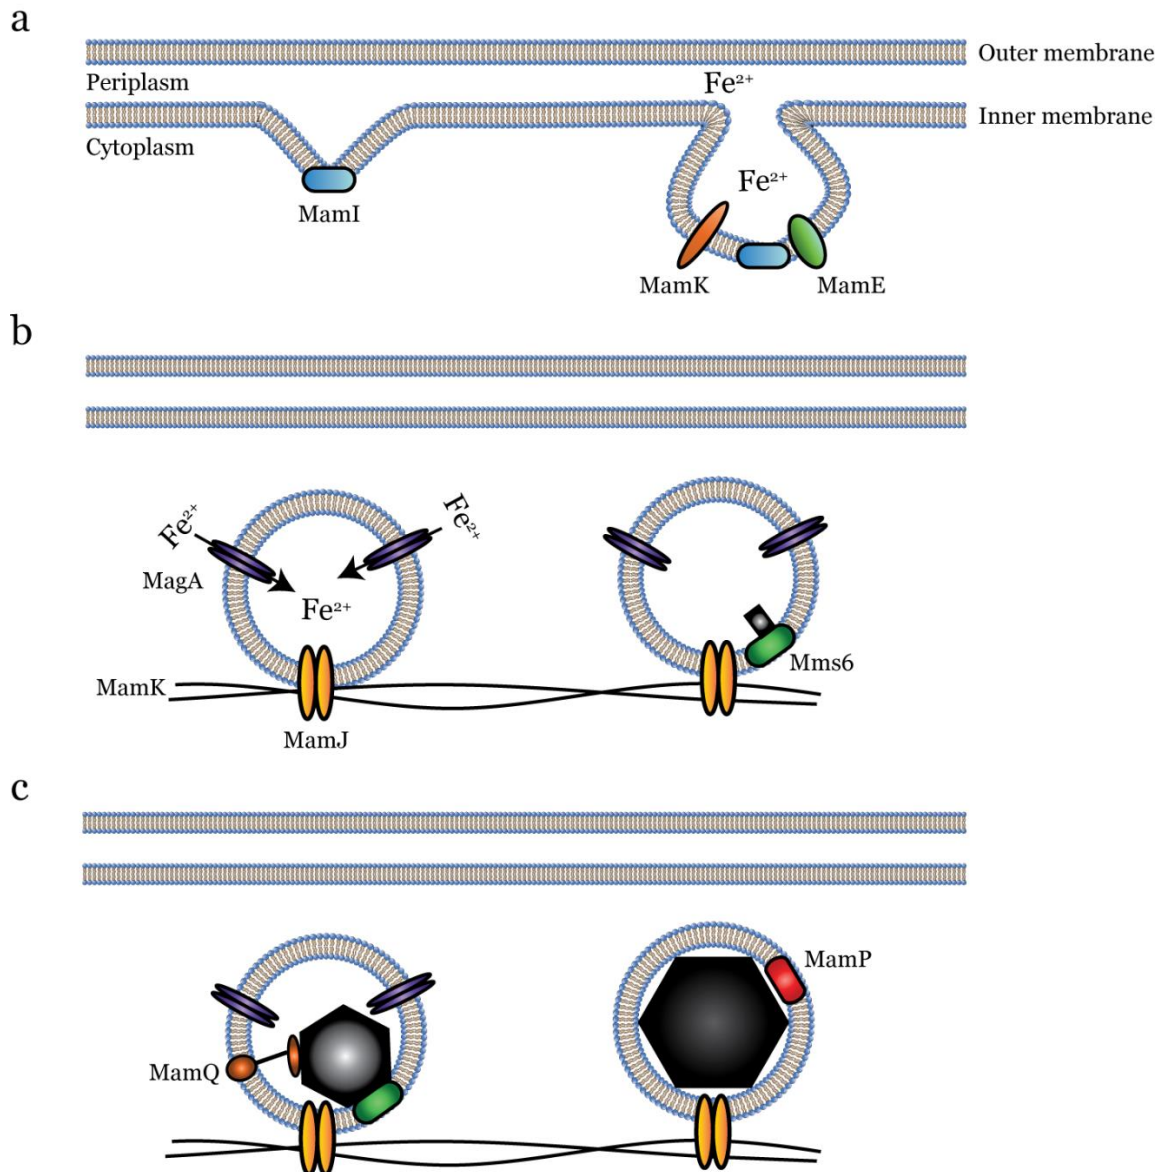 a
Outer membrane
Periplasm
Fe²⁺
Inner membrane
Cytoplasm
Fe²⁺
MamI
MamK
MamE
b
Fe²⁺
Fe²⁺
MagA
Fe²⁺
Mms6
MamK
MamJ
c
MamP
MamQ